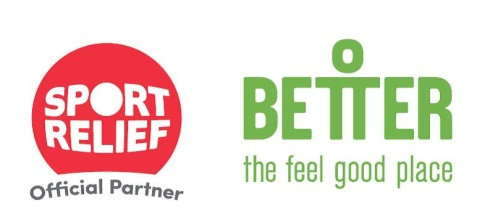 SPORT
RELIEF
Official Partner
BETTER
the feel good place